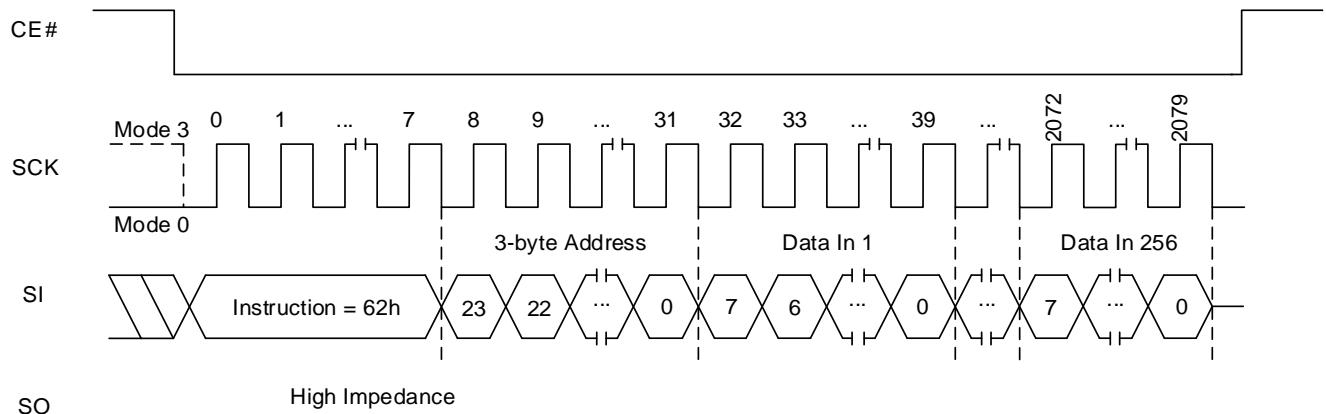 CE#
0 1 ... 7 8 9 ... 31 32 33 ... 39 ... 2072 ... 2079
Mode 3
SCK
Mode 0
3-byte Address Data In 1 Data In 256
SI Instruction = 62h 23 22 ... 0 7 6 ... 0 ... 7 ... 0
High Impedance
SO